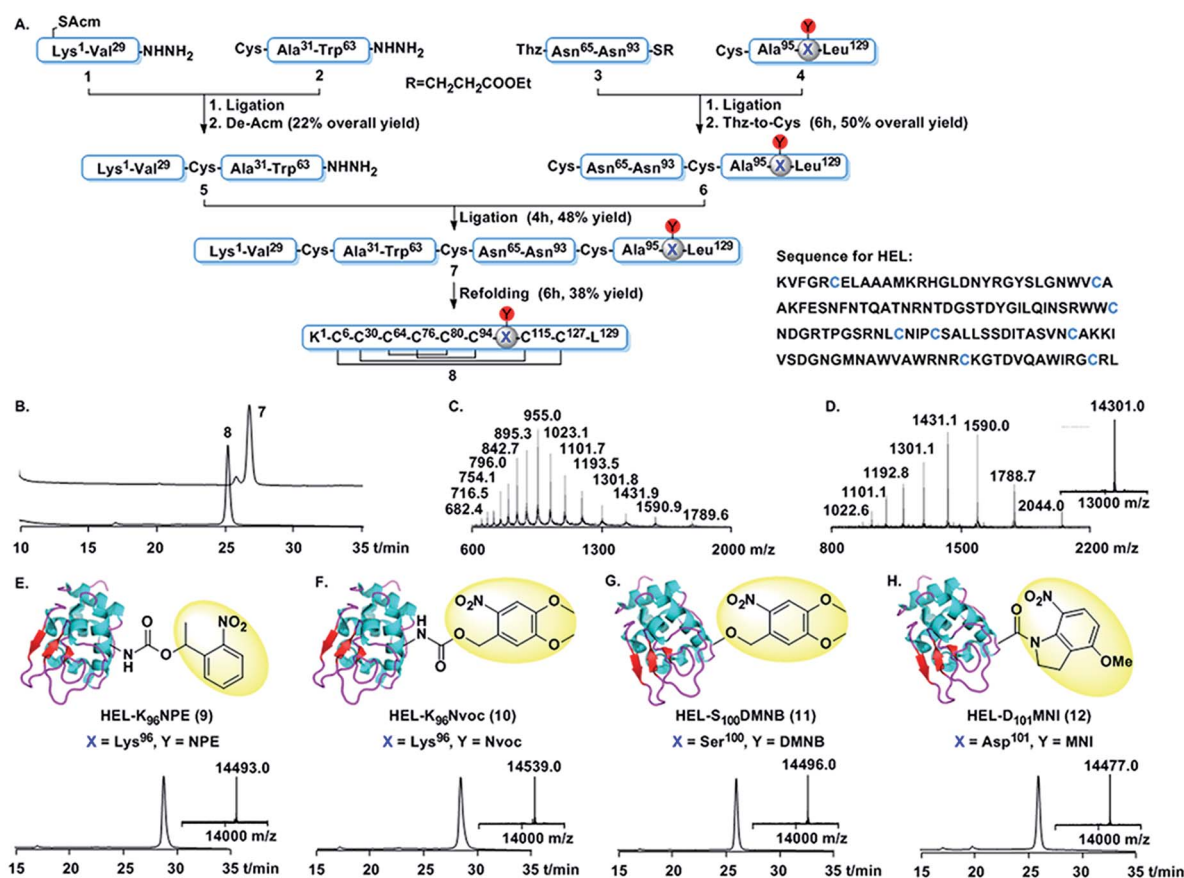 A.
SAcm
Lys1-Val29 -NHNH2
1
Cys- Ala31-Trp63 -NHNH2
2
Thz- Asn65-Asn93 -SR
3
Y
Cys- Ala95 X Leu129
4
R=CH2CH2COOEt
1. Ligation
2. De-Acm (22% overall yield)
1. Ligation
2. Thz-to-Cys (6h, 50% overall yield)
Lys1-Val29 -Cys- Ala31-Trp63 -NHNH2
5
Y
Cys- Asn65-Asn93 -Cys- Ala95 X Leu129
6
Ligation (4h, 48% yield)
Y
Lys1-Val29 -Cys- Ala31-Trp63 -Cys- Asn65-Asn93 -Cys- Ala95 X -Leu129
7
Refolding (6h, 38% yield)
Y
K1-C6-C30-C64-C76-C80-C94- X -C115-C127-L129
8
Sequence for HEL:
KVFGRCELAAAMKRHGLDNYRGYSLGNWVCA
AKFESNFNTQATNRNTDGSTDYGILQINSRWWC
NDGRTPGSRNLCNIPCSALLSSDITASVNCAKKI
VSDGNGMNAWVAWRNRCKGTDVQAWIRGCRL
B.
8
7
10 15 20 25 30 35 t/min
C.
682.4
716.5
754.1
796.0
842.7
895.3
955.0
1023.1
1101.7
1193.5
1301.8
1431.9
1590.9
1789.6
600 1300 2000 m/z
D.
1022.6
1101.1
1192.8
1301.1
1431.1
1590.0
1788.7
2044.0
14301.0
13000 m/z
800 1500 2200 m/z
E.
N
H
O
O
NO2
HEL-K96NPE (9)
X = Lys96, Y = NPE
14493.0
14000 m/z
15 20 25 30 35 t/min
F.
H
N
O
O
NO2
O
O
HEL-K96Nvoc (10)
X = Lys96, Y = Nvoc
14539.0
14000 m/z
15 20 25 30 35 t/min
G.
O
NO2
O
O
HEL-S100DMNB (11)
X = Ser100, Y = DMNB
14496.0
14000 m/z
15 20 25 30 35 t/min
H.
O
N
NO2
OMe
HEL-D101MNI (12)
X = Asp101, Y = MNI
14477.0
14000 m/z
15 20 25 30 35 t/min